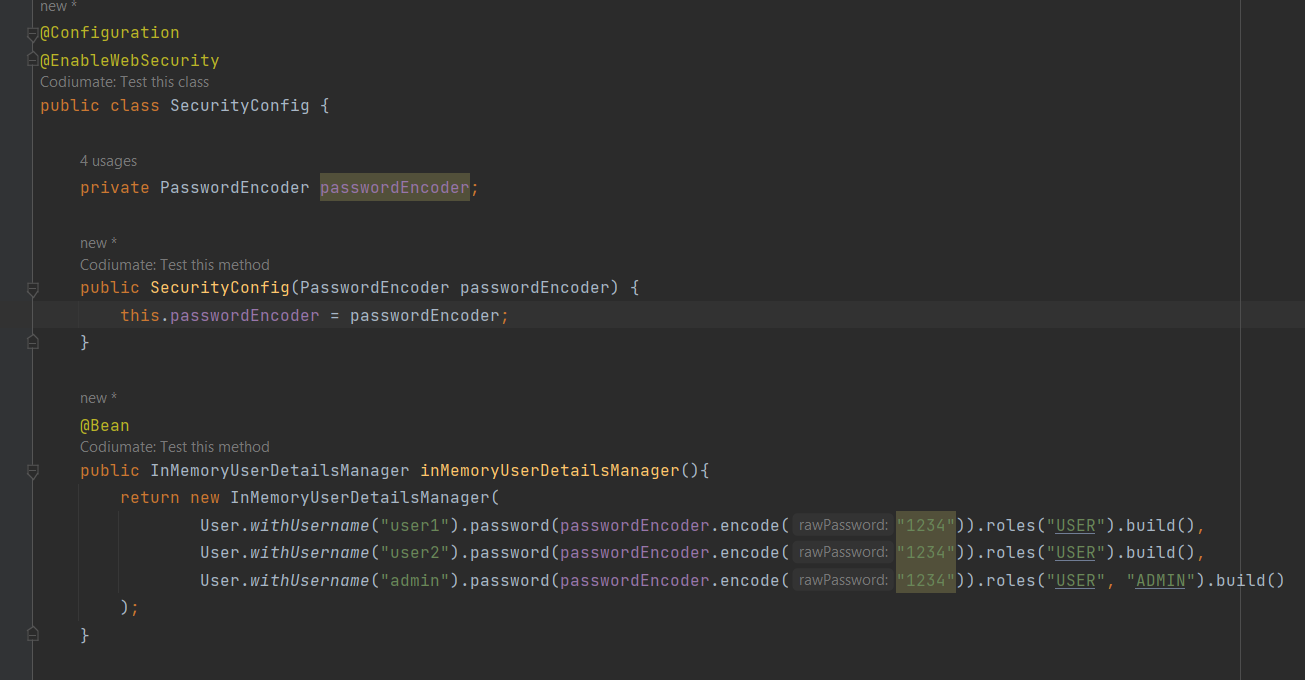 new *
@Configuration
@EnableWebSecurity
Codiumate: Test this class
public class SecurityConfig {
4 usages
private PasswordEncoder passwordEncoder;
new *
Codiumate: Test this method
public SecurityConfig(PasswordEncoder passwordEncoder) {
this.passwordEncoder = passwordEncoder;
}
new *
@Bean
Codiumate: Test this method
public InMemoryUserDetailsManager inMemoryUserDetailsManager(){
return new InMemoryUserDetailsManager(
User.withUsername("user1").password(passwordEncoder.encode( rawPassword: "1234")).roles("USER").build(),
User.withUsername("user2").password(passwordEncoder.encode( rawPassword: "1234")).roles("USER").build(),
User.withUsername("admin").password(passwordEncoder.encode( rawPassword: "1234")).roles("USER", "ADMIN").build()
);
}